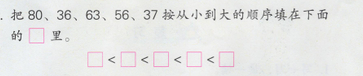 . 把 80、36、63、56、37 按从小到大的顺序填在下面
的 □ 里。
□ < □ < □ < □ < □